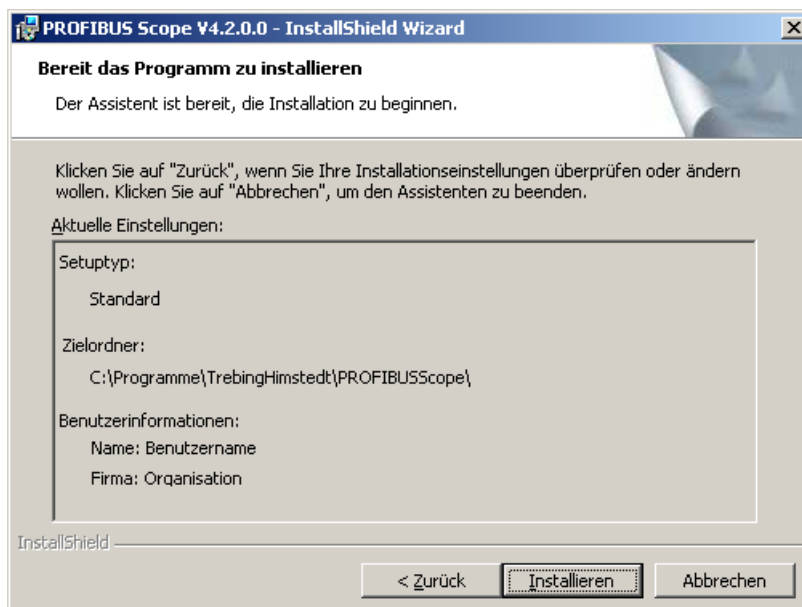 PROFIBUS Scope V4.2.0.0 - InstallShield Wizard
Bereit das Programm zu installieren
Der Assistent ist bereit, die Installation zu beginnen.
Klicken Sie auf "Zurück", wenn Sie Ihre Installationseinstellungen überprüfen oder ändern
wollen. Klicken Sie auf "Abbrechen", um den Assistenten zu beenden.
Aktuelle Einstellungen:
Setuptyp:
Standard
Zielordner:
C:\Programme\TrebingHimstedt\PROFIBUSScope\
Benutzerinformationen:
Name: Benutzername
Firma: Organisation
InstallShield
< Zurück
Installieren
Abbrechen